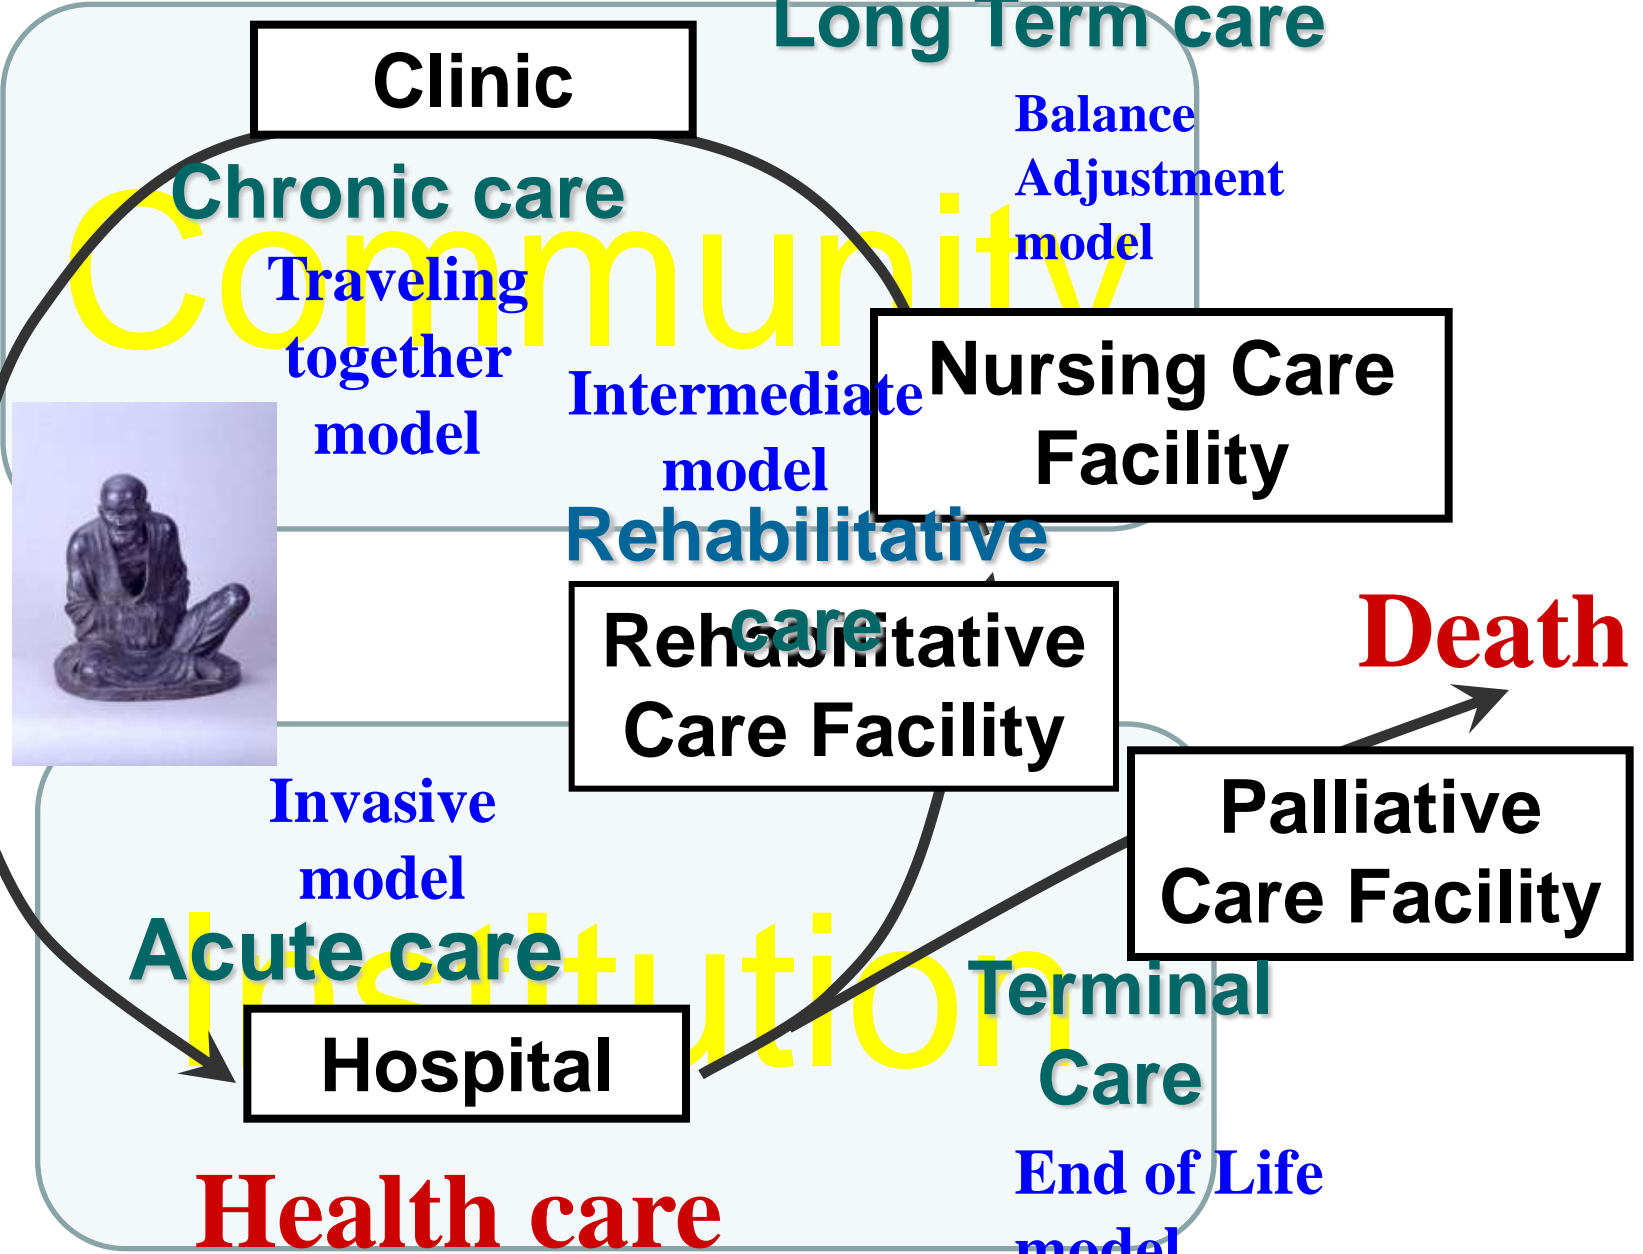 Long Term care
Clinic
Balance
Adjustment
model
Chronic care
Community
Traveling
together
model
Intermediate
model
Nursing Care
Facility
Rehabilitative
care
Rehabilitative
Care Facility
Death
Invasive
model
Palliative
Care Facility
Acute care
Institution
Terminal
Care
Hospital
End of Life
model
Health care